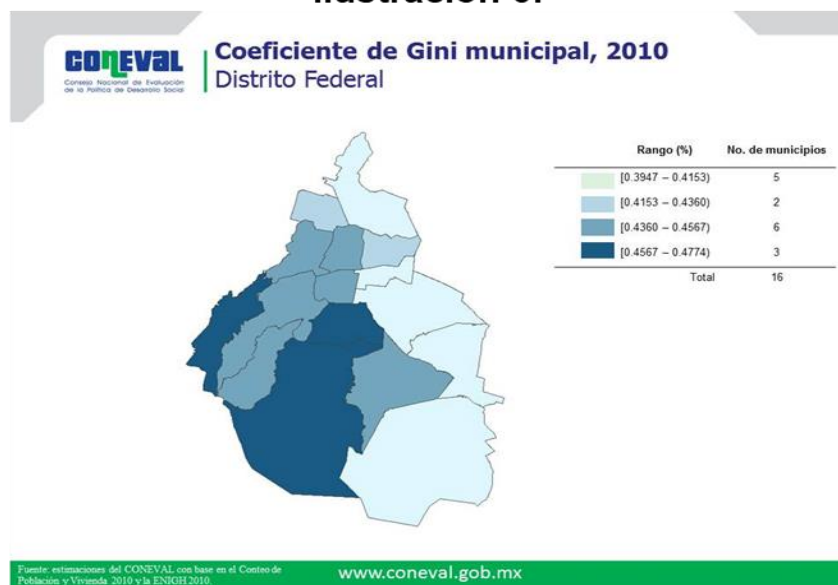 Coeficiente de Gini municipal, 2010
Distrito Federal
CONEVAL
Consejo Nacional de Evaluación
de la Política de Desarrollo Social
Rango (%) No. de municipios
[0.3947 – 0.4153) 5
[0.4153 – 0.4360) 2
[0.4360 – 0.4567) 6
[0.4567 – 0.4774) 3
Total 16
Fuente: estimaciones del CONEVAL con base en el Conteo de
Población y Vivienda 2010 y la ENIGH 2010.
www.coneval.gob.mx